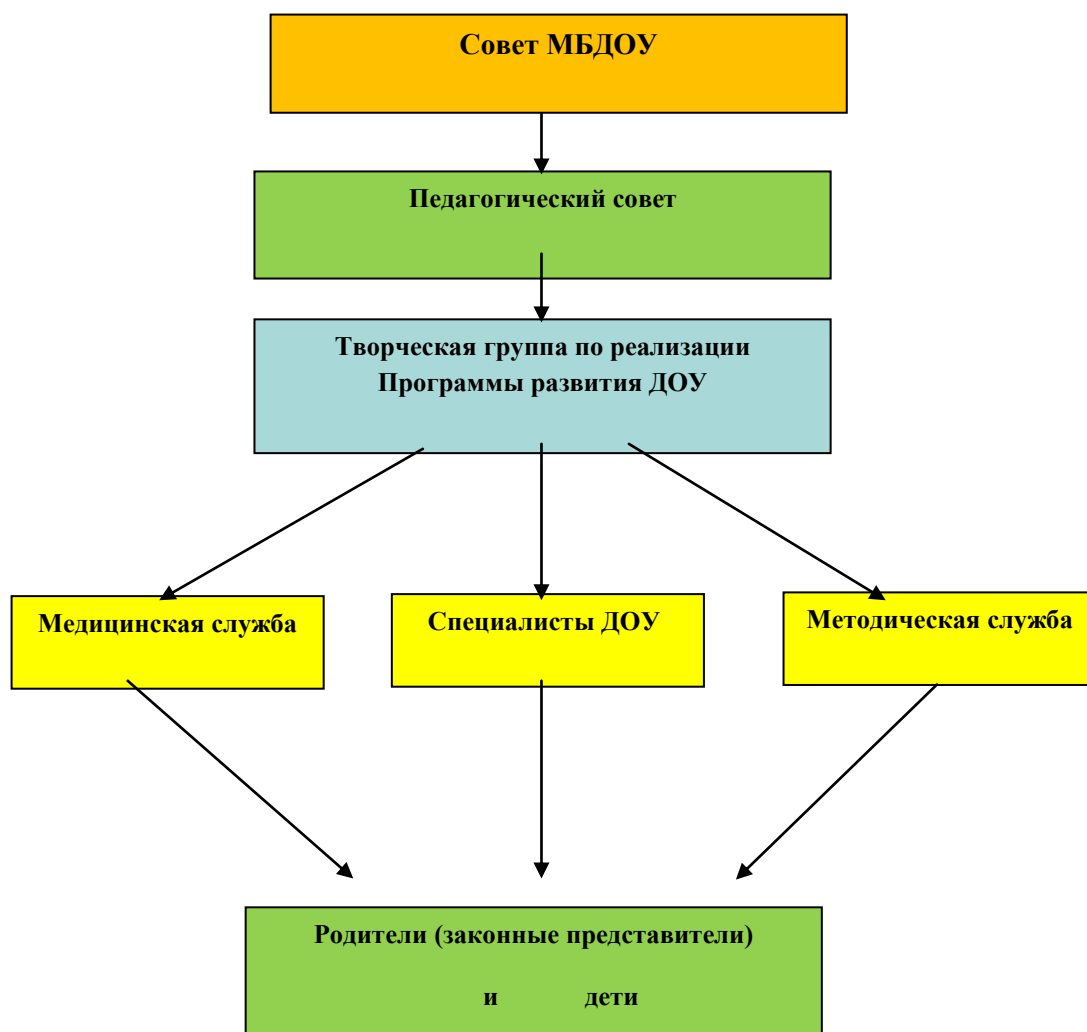 Совет МБДОУ
Педагогический совет
Творческая группа по реализации
Программы развития ДОУ
Медицинская служба
Специалисты ДОУ
Методическая служба
Родители (законные представители)
и дети